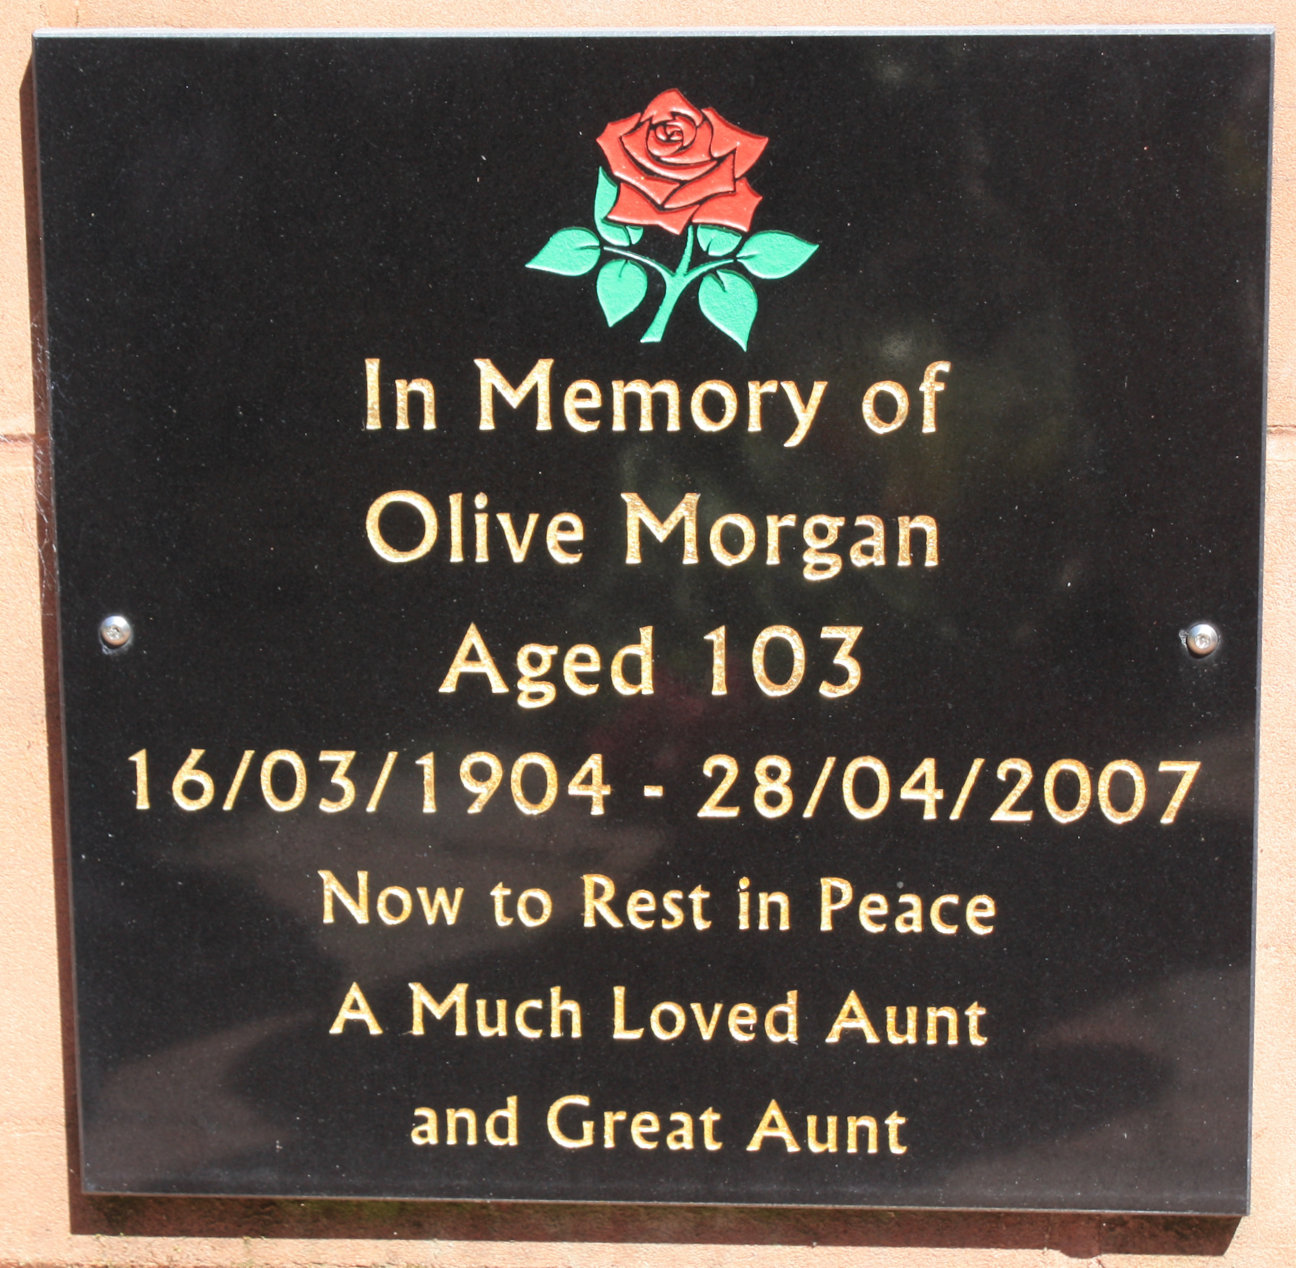 In Memory of
Olive Morgan
Aged 103
16/03/1904 - 28/04/2007
Now to Rest in Peace
A Much Loved Aunt
and Great Aunt